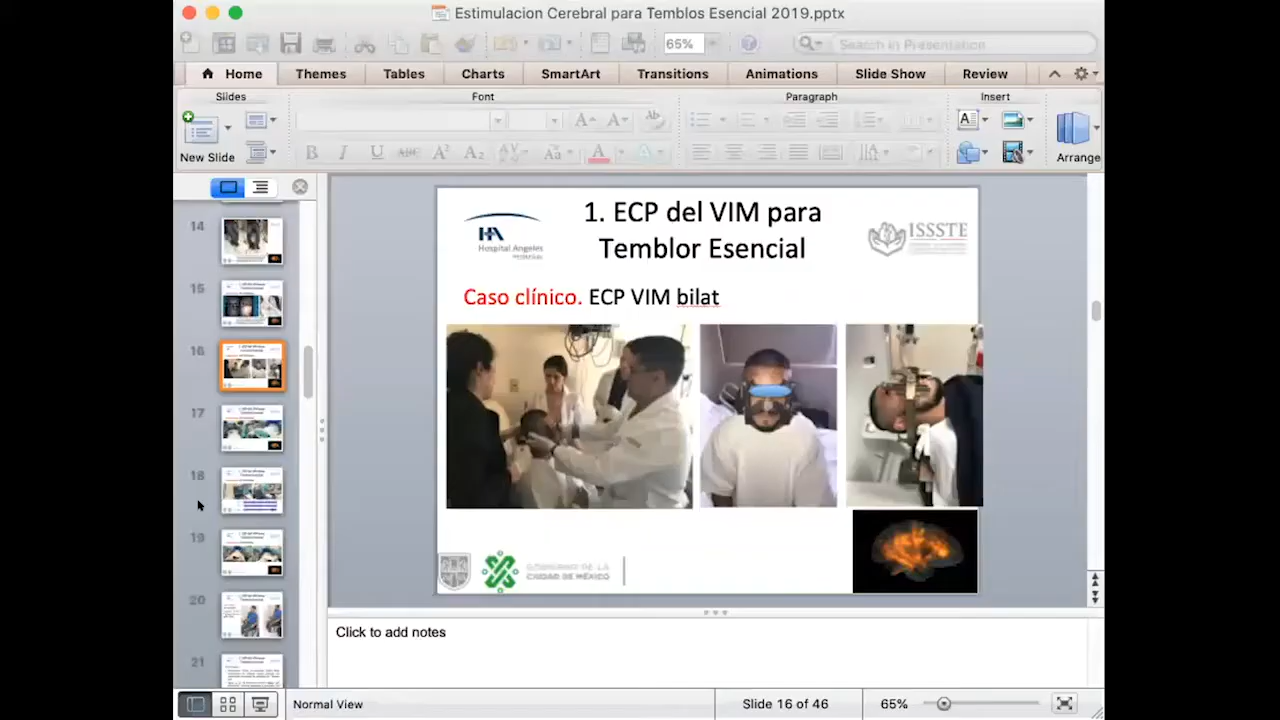 Estimulacion Cerebral para Temblos Esencial 2019.pptx
65%
Search in Presentation
Home
Themes
Tables
Charts
SmartArt
Transitions
Animations
Slide Show
Review
Slides
Font
Paragraph
Insert
New Slide
Arrange
14
15
16
17
18
19
20
21
1. ECP del VIM para
Temblor Esencial
Hospital Angeles
ISSSTE
Caso clínico. ECP VIM bilat
GOBIERNO DE LA
CIUDAD DE MÉXICO
Click to add notes
Normal View
Slide 16 of 46
65%